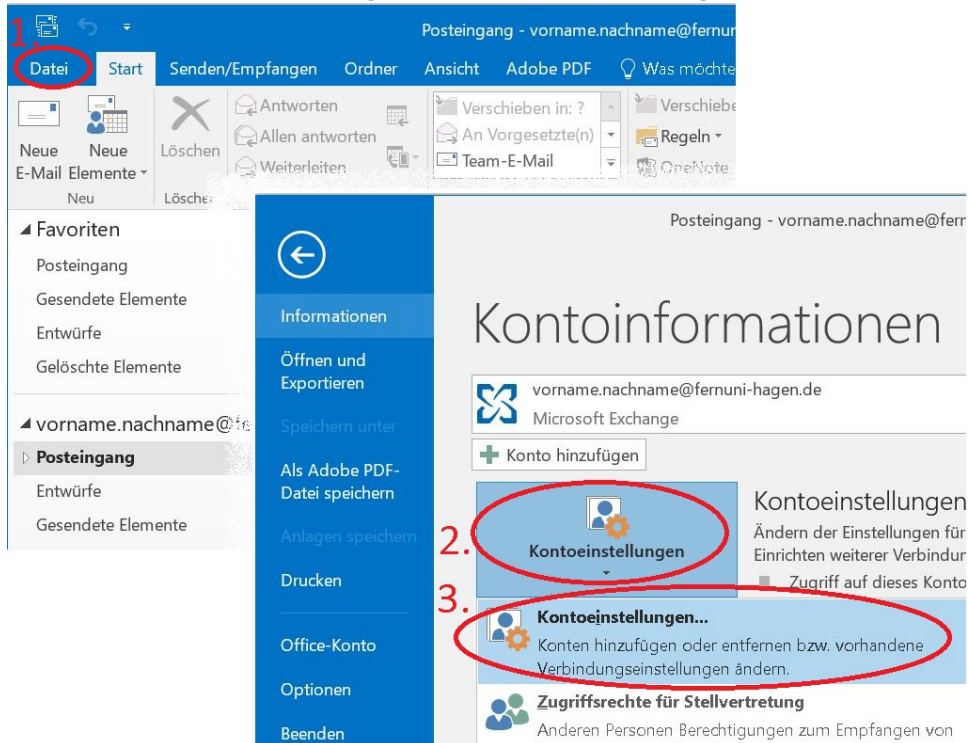 1.
Posteingang - vorname.nachname@fernun
Datei Start Senden/Empfangen Ordner Ansicht Adobe PDF Was möchte
Neue E-Mail
Neue Elemente
Neu
Löschen
Lösche
Antworten
Allen antworten
Weiterleiten
Verschieben in: ?
An Vorgesetzte(n)
Team-E-Mail
Verschiebe
Regeln
OneNote
Favoriten
Posteingang
Gesendete Elemente
Entwürfe
Gelöschte Elemente
vorname.nachname@fe
Posteingang
Entwürfe
Gesendete Elemente
Posteingang - vorname.nachname@fern
Informationen
Öffnen und
Exportieren
Speichern unter
Als Adobe PDF-
Datei speichern
Anlagen speichern
Drucken
Office-Konto
Optionen
Beenden
Kontoinformationen
vorname.nachname@fernuni-hagen.de
Microsoft Exchange
Konto hinzufügen
2.
Kontoeinstellungen
Kontoeinstellungen
Ändern der Einstellungen für
Einrichten weiterer Verbindun
Zugriff auf dieses Konto
3.
Kontoeinstellungen...
Konten hinzufügen oder entfernen bzw. vorhandene
Verbindungseinstellungen ändern.
Zugriffsrechte für Stellvertretung
Anderen Personen Berechtigungen zum Empfangen von